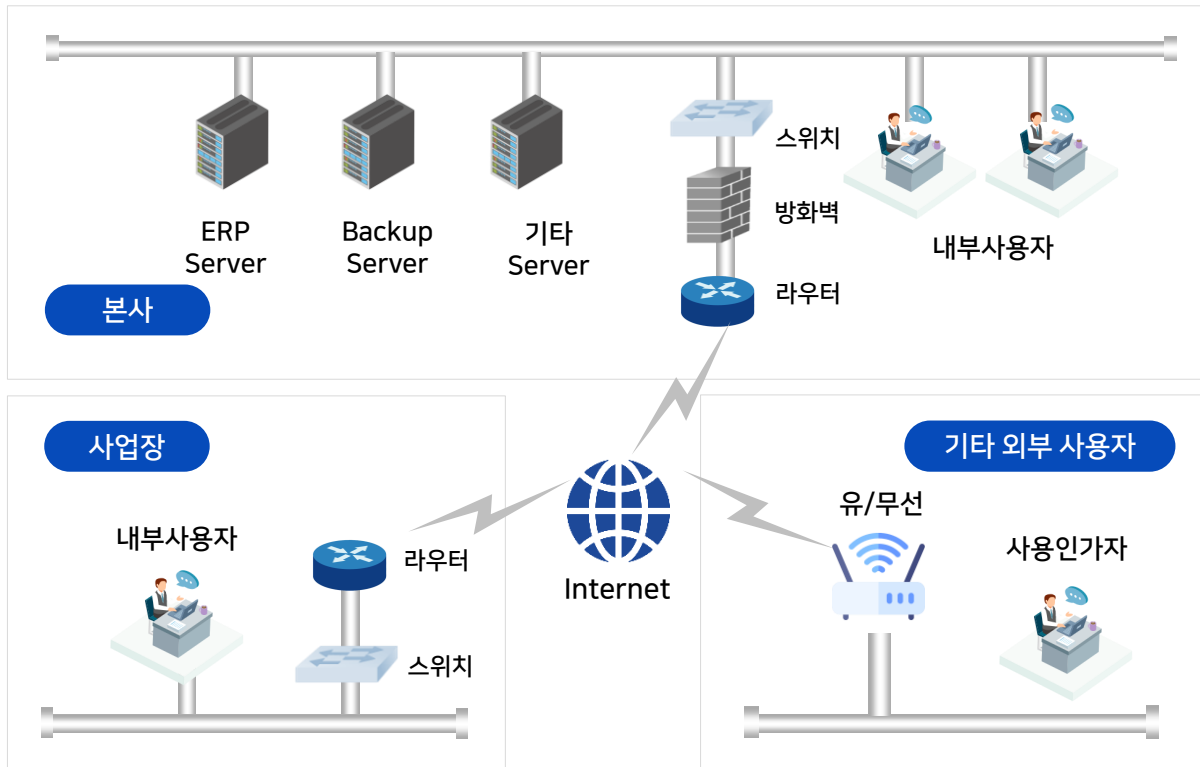 ERP
Server
Backup
Server
기타
Server
스위치
방화벽
라우터
내부사용자
본사
사업장
내부사용자
라우터
스위치
Internet
기타 외부 사용자
유/무선
사용인가자